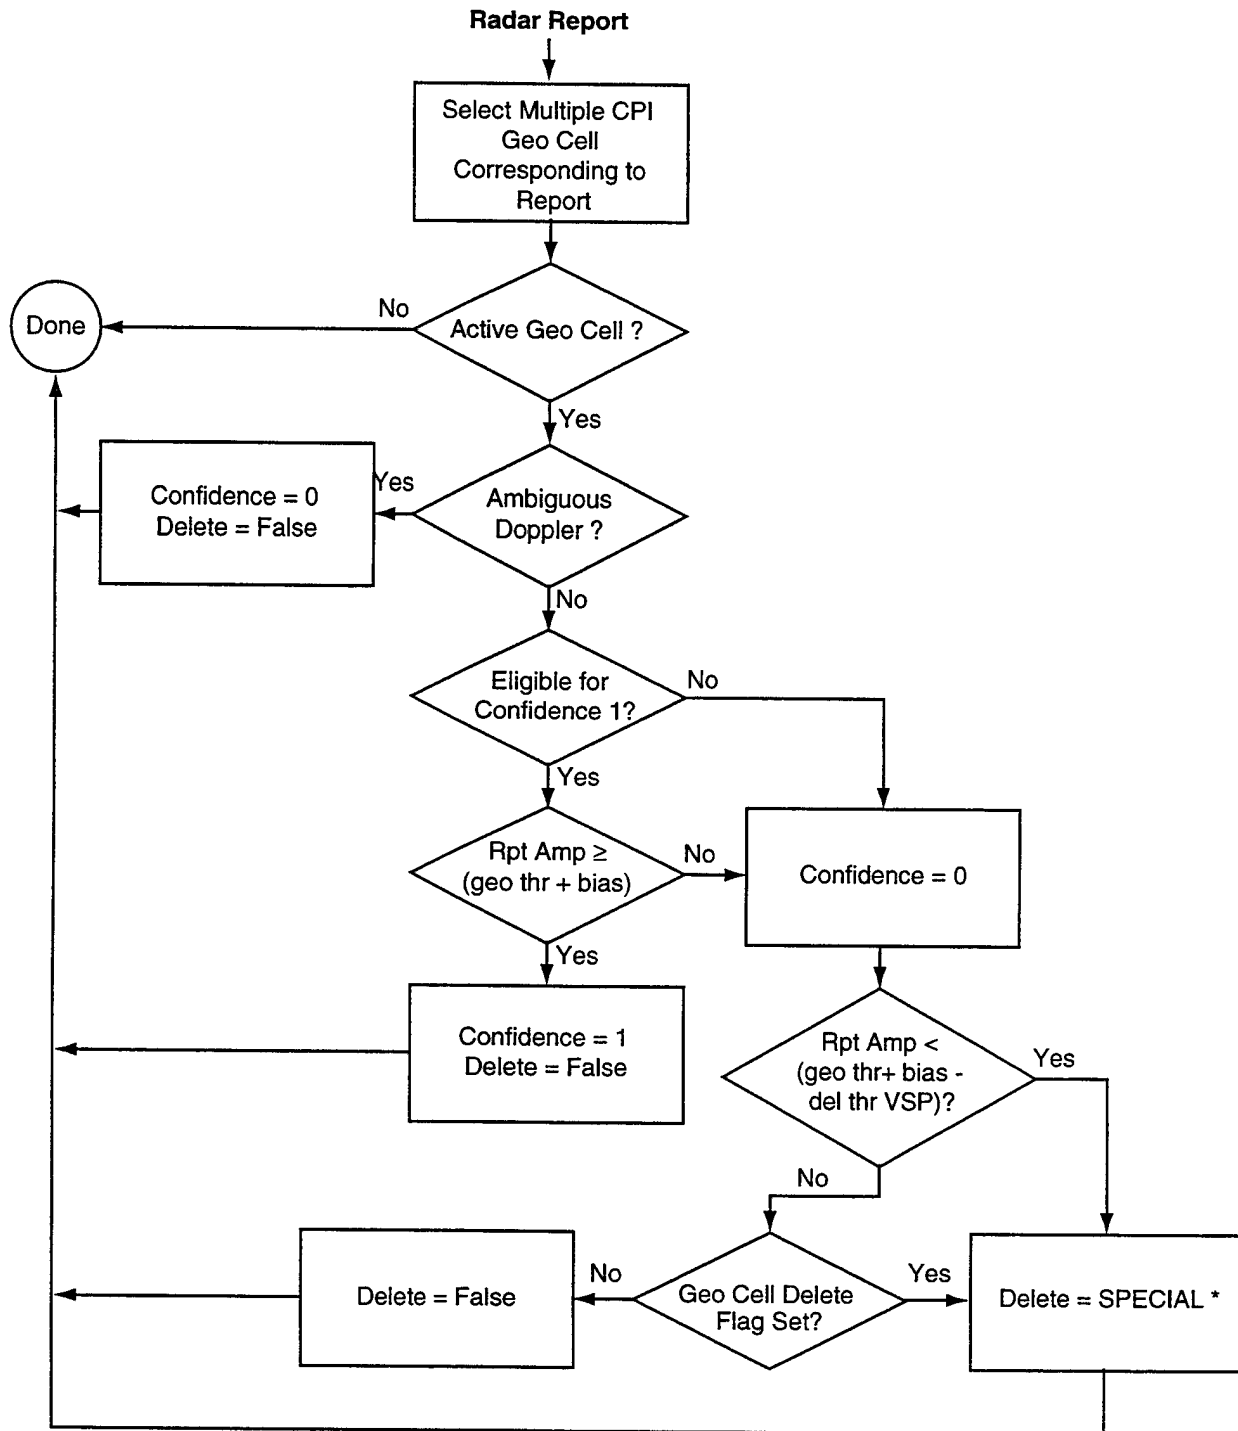 Radar Report
Select Multiple CPI
Geo Cell
Corresponding to
Report
No
Done
Active Geo Cell ?
Yes
Yes
Confidence = 0
Delete = False
Ambiguous
Doppler ?
No
Eligible for
Confidence 1?
No
Yes
Rpt Amp ≥
(geo thr + bias)
No
Confidence = 0
Yes
Confidence = 1
Delete = False
Rpt Amp <
(geo thr+ bias -
del thr VSP)?
Yes
No
Delete = False
No
Geo Cell Delete
Flag Set?
Yes
Delete = SPECIAL *